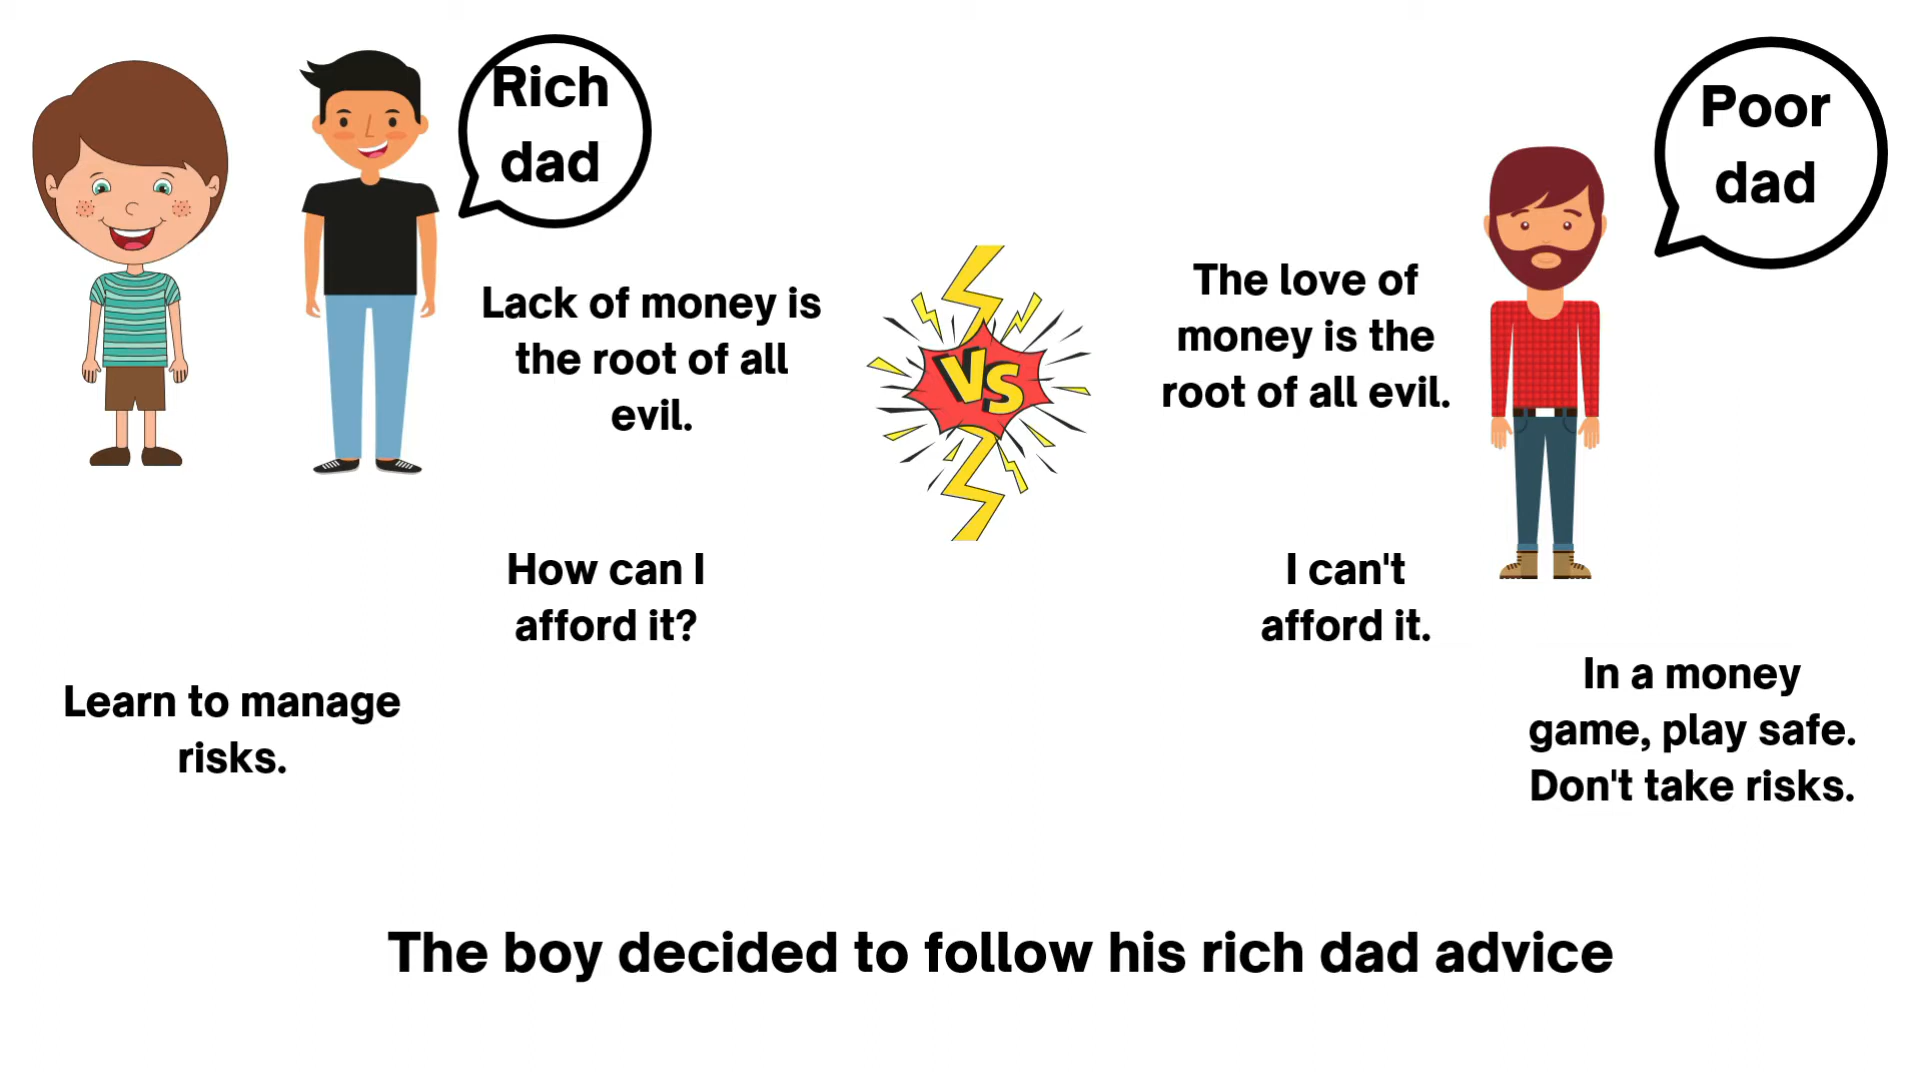 Rich
dad
Poor
dad
Lack of money is
the root of all
evil.
VS
The love of
money is the
root of all evil.
How can I
afford it?
I can't
afford it.
Learn to manage
risks.
In a money
game, play safe.
Don't take risks.
The boy decided to follow his rich dad advice